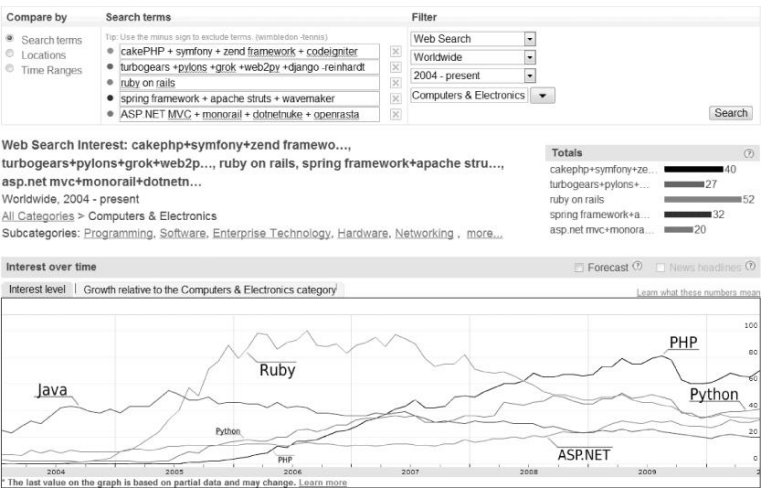 Compare by
Search terms
Filter
Search terms
Locations
Time Ranges
Tip: Use the minus sign to exclude terms. (wimbledon -tennis)
cakePHP + symfony + zend framework + codeigniter
turbogears +pylons +grok +web2py +django -reinhardt
ruby on rails
spring framework + apache struts + wavemaker
ASP.NET MVC + monorail + dotnetnuke + openrasta
Web Search
Worldwide
2004 - present
Computers & Electronics
Search
Web Search Interest: cakephp+symfony+zend framewo...,
turbogears+pylons+grok+web2p..., ruby on rails, spring framework+apache stru...,
asp.net mvc+monorail+dotnetn...
Worldwide, 2004 - present
All Categories > Computers & Electronics
Subcategories: Programming, Software, Enterprise Technology, Hardware, Networking , more...
Totals
cakephp+symfony+ze... 40
turbogears+pylons+... 27
ruby on rails 52
spring framework+a... 32
asp.net mvc+monora... 20
Interest over time
Forecast
News headlines
Interest level | Growth relative to the Computers & Electronics category
Learn what these numbers mean
100
80
60
40
20
0
PHP
Ruby
Java
Python
Python
PHP
ASP.NET
2004
2005
2006
2007
2008
2009
2
* The last value on the graph is based on partial data and may change. Learn more